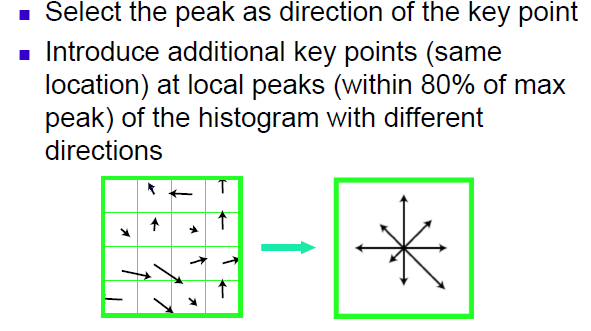 Select the peak as direction of the key point
Introduce additional key points (same
location) at local peaks (within 80% of max
peak) of the histogram with different
directions